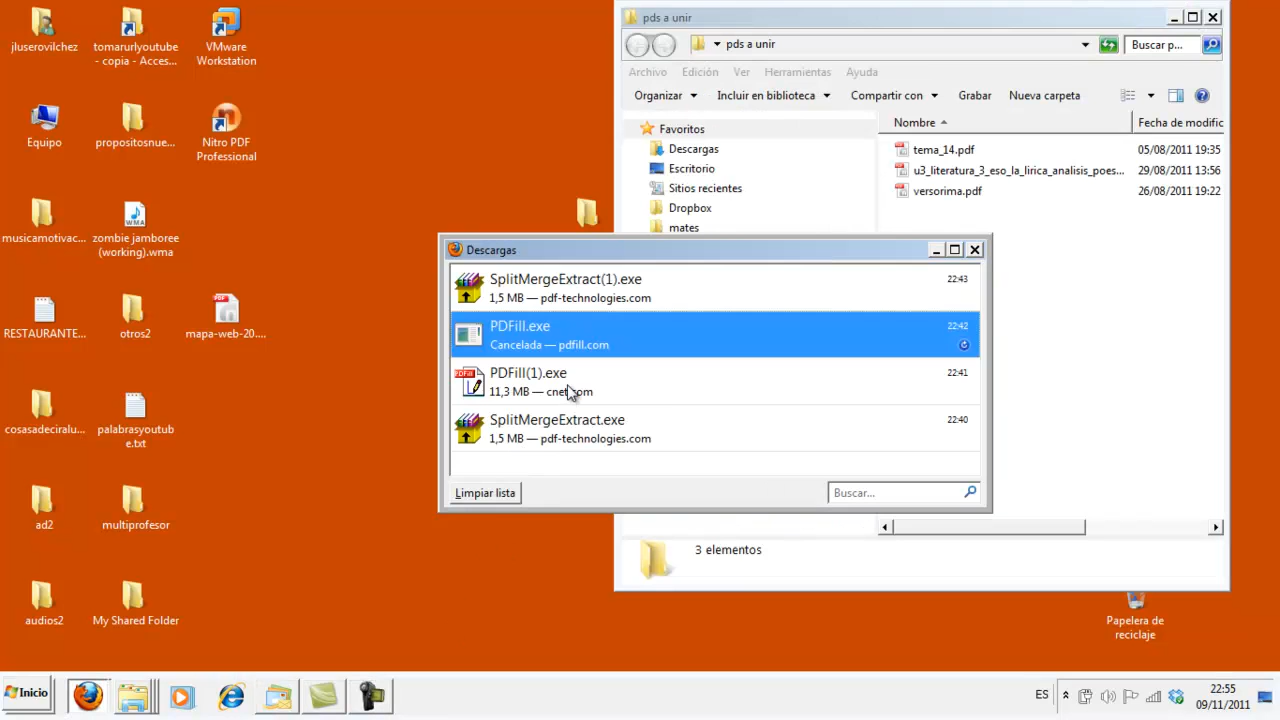 jluserovilchez
tomarurlyoutube
- copia - Acces...
VMware
Workstation
Equipo
propositosnue...
Nitro PDF
Professional
musicamotivac...
WMA
zombie jamboree
(working).wma
RESTAURANTE...
otros2
PDF
mapa-web-20....
cosasdeciralu...
palabrasyoutub
e.txt
ad2
multiprofesor
audios2
My Shared Folder
pds a unir
pds a unir
Buscar p...
Archivo
Edición
Ver
Herramientas
Ayuda
Organizar
Incluir en biblioteca
Compartir con
Grabar
Nueva carpeta
Favoritos
Descargas
Escritorio
Sitios recientes
Dropbox
mates
Nombre
Fecha de modific
tema_14.pdf
05/08/2011 19:35
u3_literatura_3_eso_la_lirica_analisis_poes...
29/08/2011 13:56
versorima.pdf
26/08/2011 19:22
3 elementos
Descargas
SplitMergeExtract(1).exe
22:43
1,5 MB — pdf-technologies.com
PDFill.exe
22:42
Cancelada — pdfill.com
PDFill
PDFill(1).exe
22:41
11,3 MB — cnet.com
SplitMergeExtract.exe
22:40
1,5 MB — pdf-technologies.com
Limpiar lista
Buscar...
Papelera de
reciclaje
Inicio
ES
22:55
09/11/2011